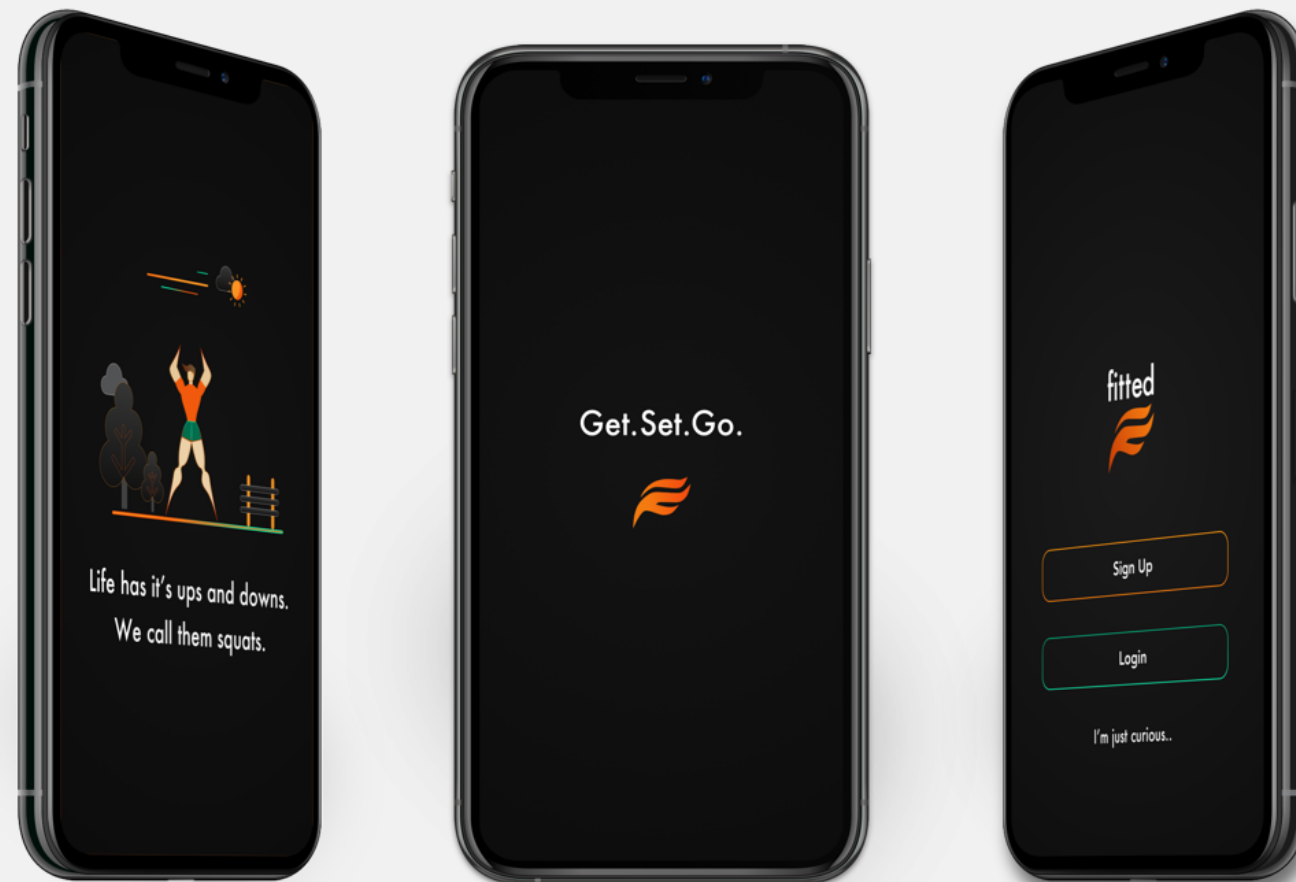 Life has it's ups and downs.
We call them squats.
Get.Set.Go.
fitted
Sign Up
Login
I'm just curious..